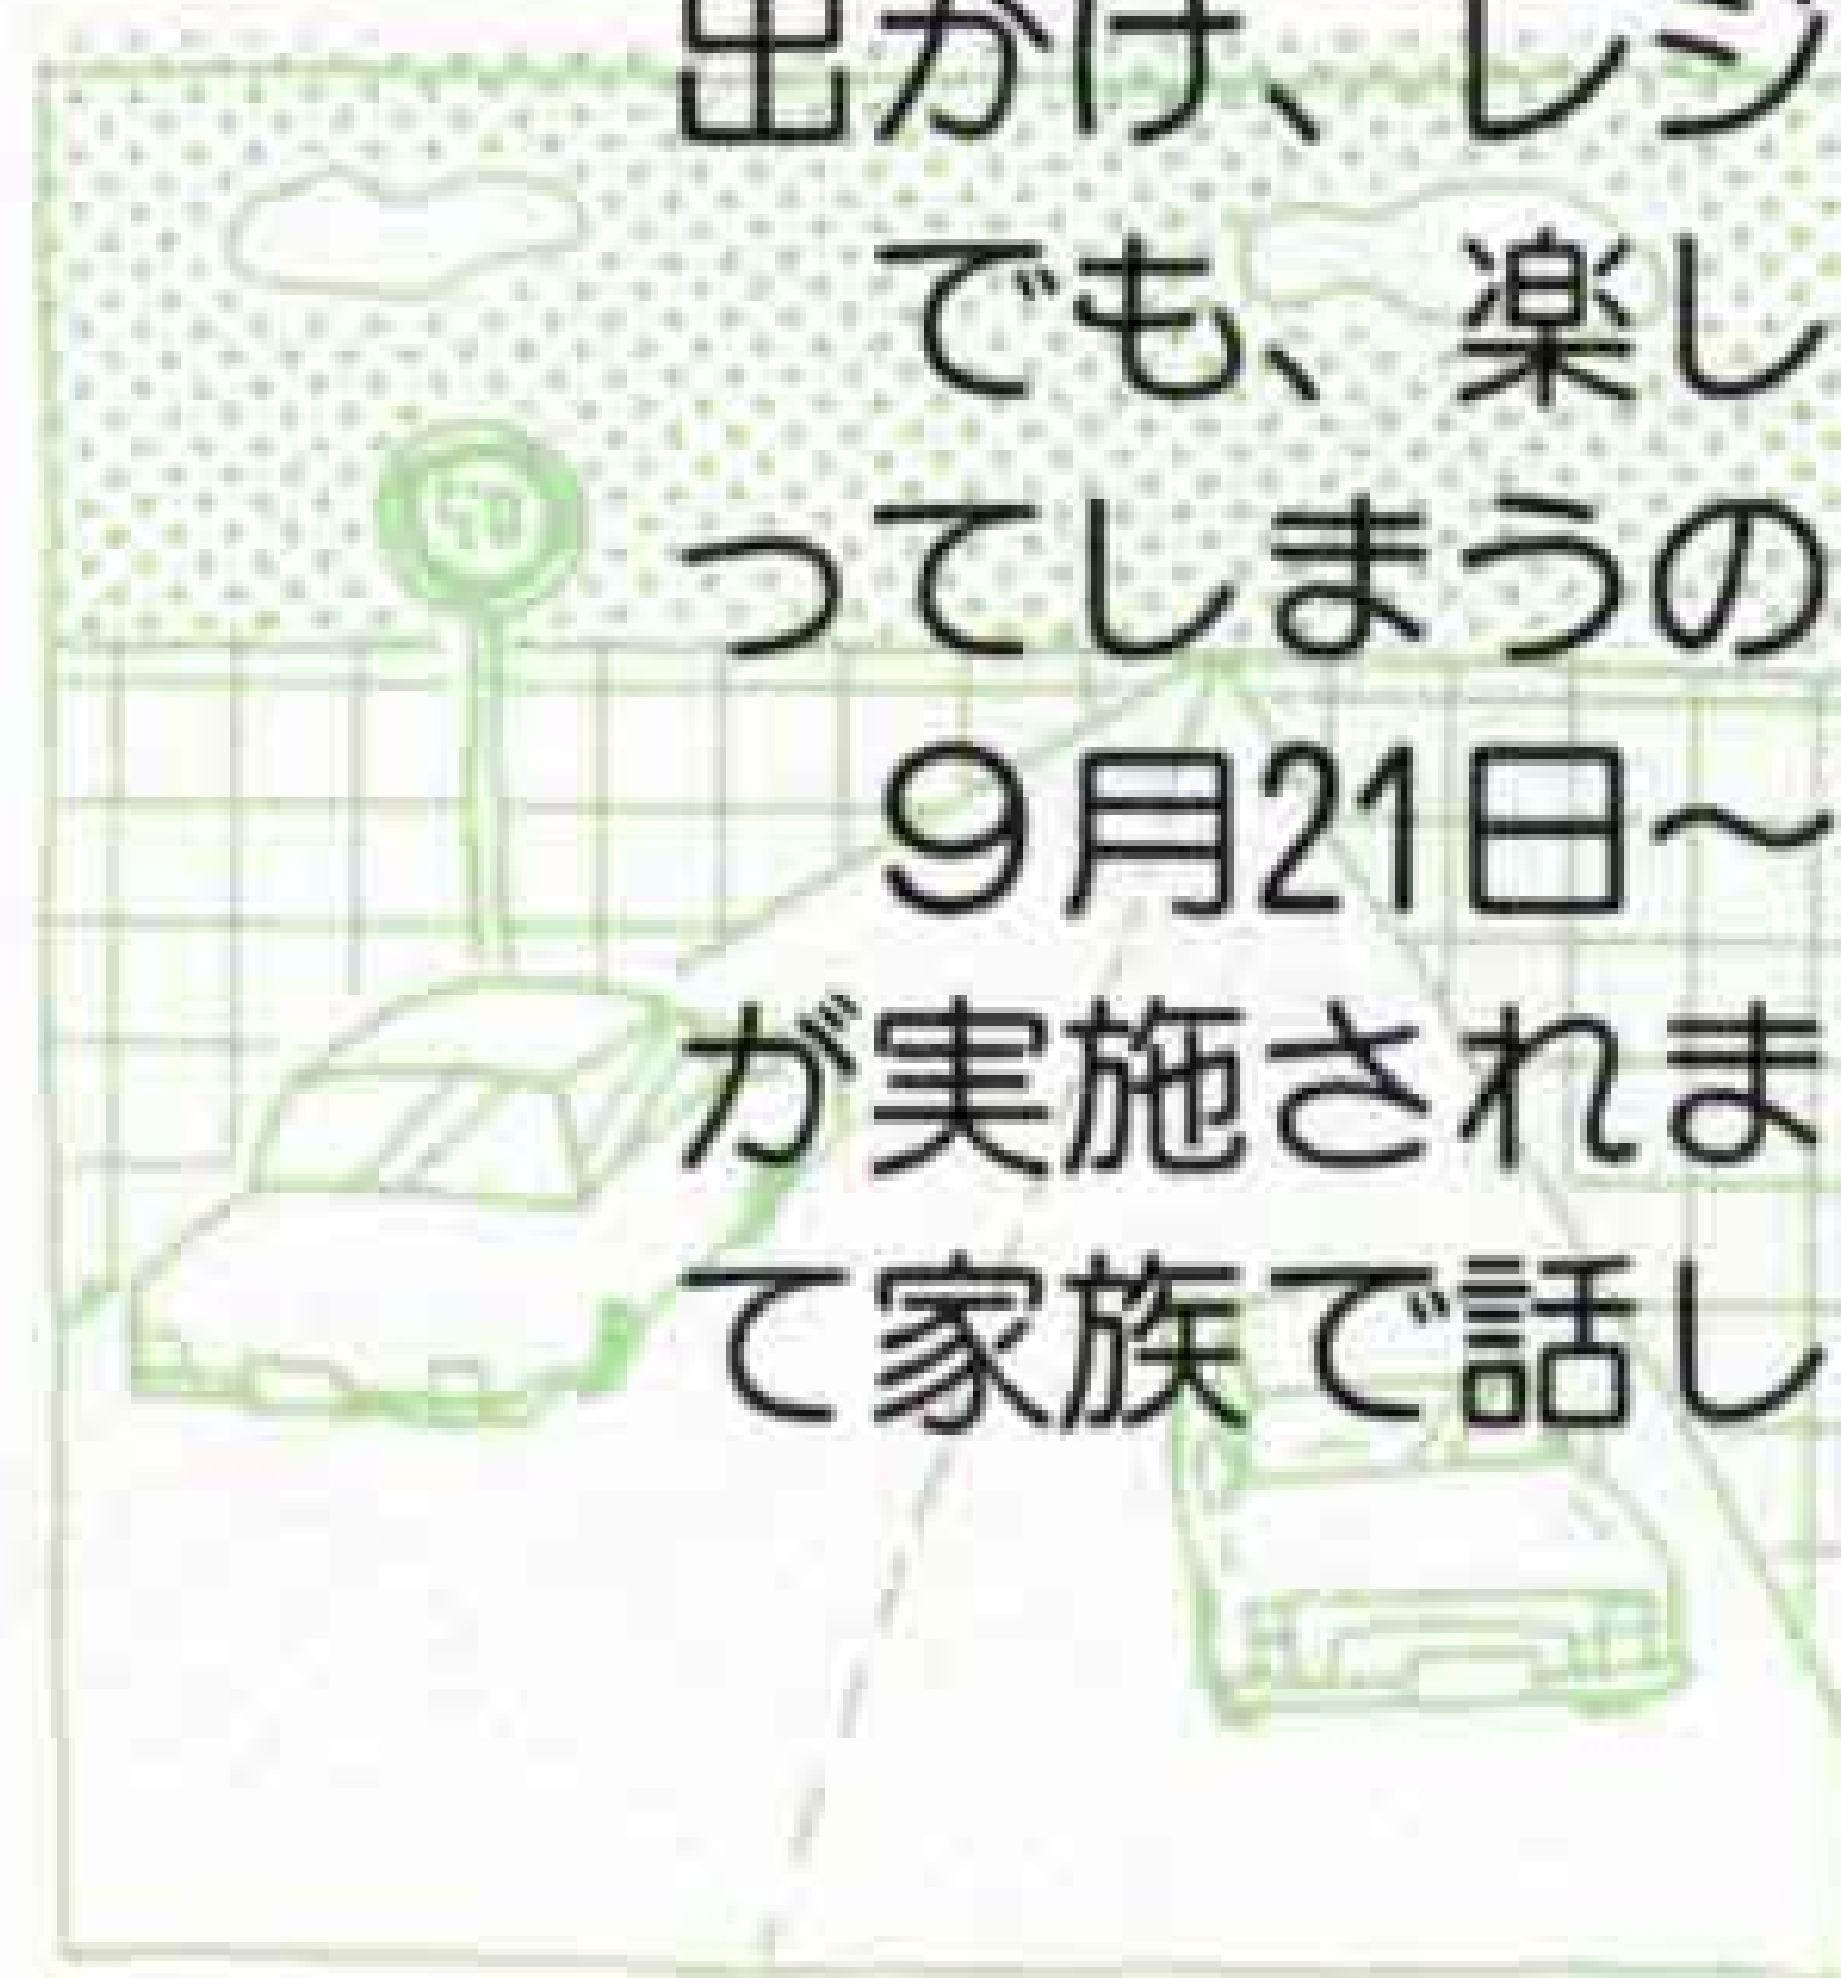 出かけ、レジ
でも、楽し
ってしまうの
9月21日～
が実施されま
て家族で話し